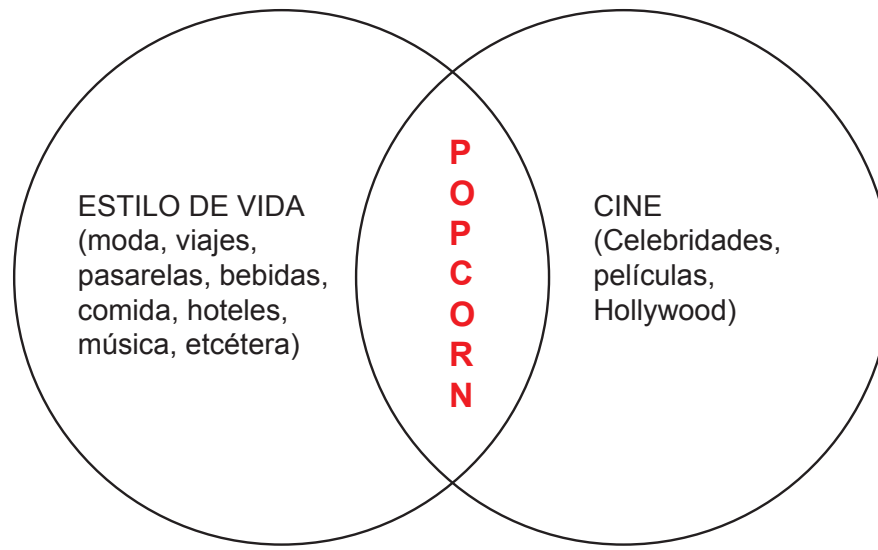 ESTILO DE VIDA
(moda, viajes,
pasarelas, bebidas,
comida, hoteles,
música, etcétera)
P
O
P
C
O
R
N
CINE
(Celebridades,
películas,
Hollywood)